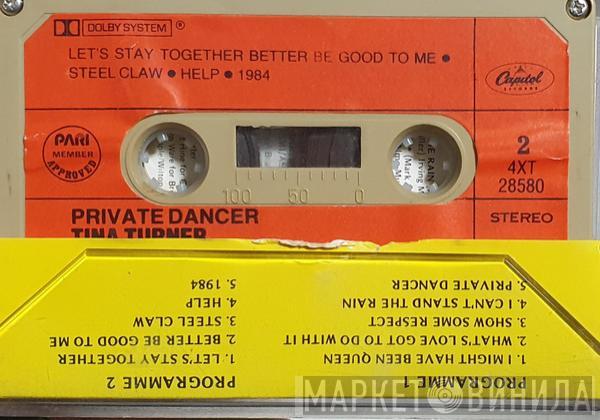 DOLBY SYSTEM
LET'S STAY TOGETHER BETTER BE GOOD TO ME •
STEEL CLAW • HELP • 1984
Capitol
RECORDS
PARI
MEMBER
APPROVED
2
4XT
28580
100 50 0
PRIVATE DANCER
STEREO
TINA TURNER
PROGRAMME 1
1. I MIGHT HAVE BEEN QUEEN
2. WHAT'S LOVE GOT TO DO WITH IT
3. SHOW SOME RESPECT
4. I CAN'T STAND THE RAIN
5. PRIVATE DANCER
PROGRAMME 2
1. LET'S STAY TOGETHER
2. BETTER BE GOOD TO ME
3. STEEL CLAW
4. HELP
5. 1984
МАРКЕТ ВИНИЛА